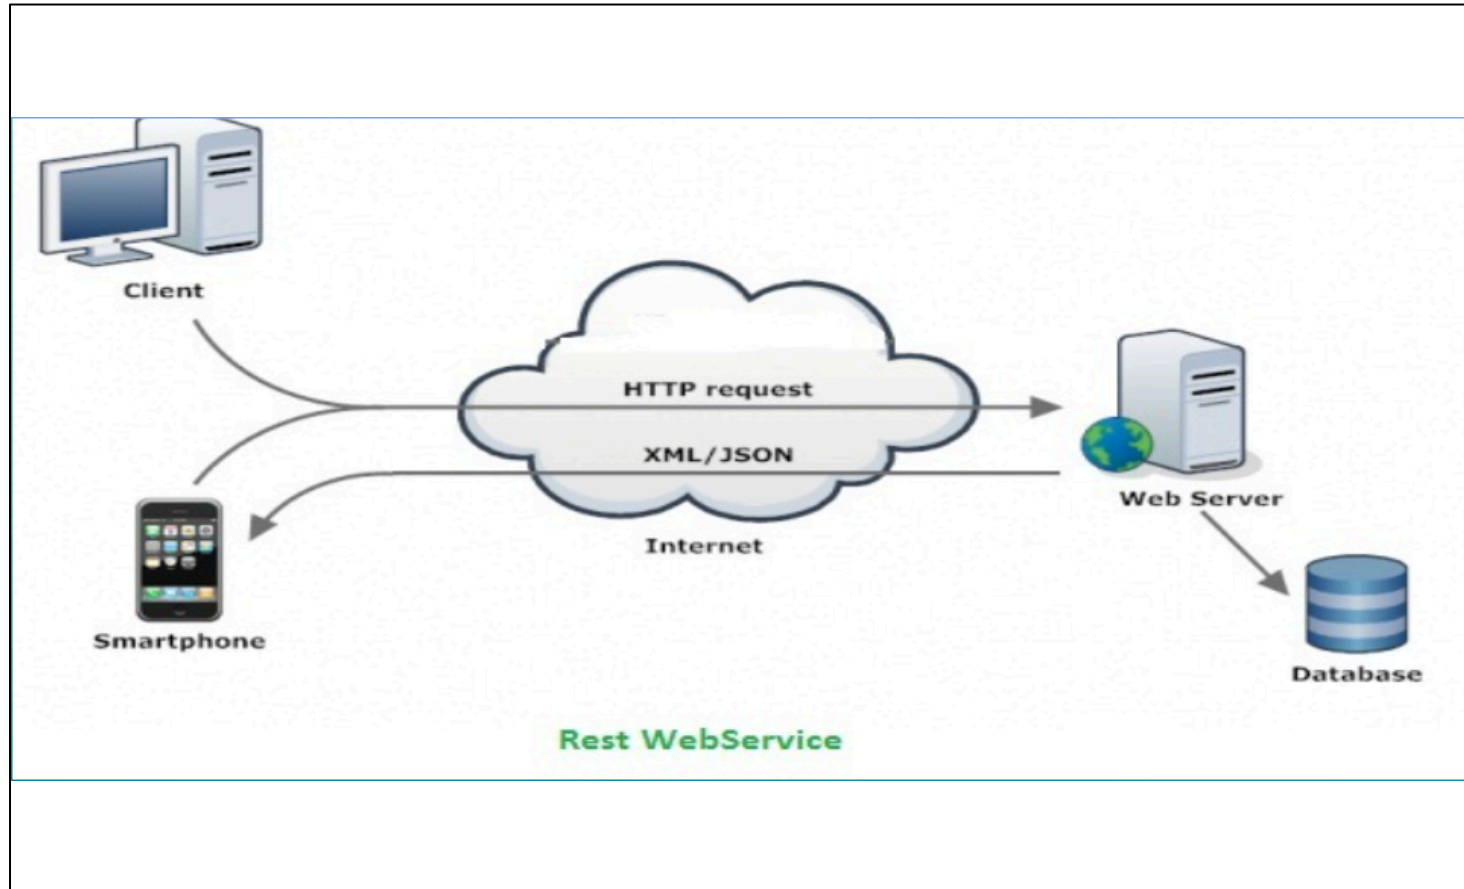 Client
HTTP request
XML/JSON
Web Server
Internet
Smartphone
Database
Rest WebService